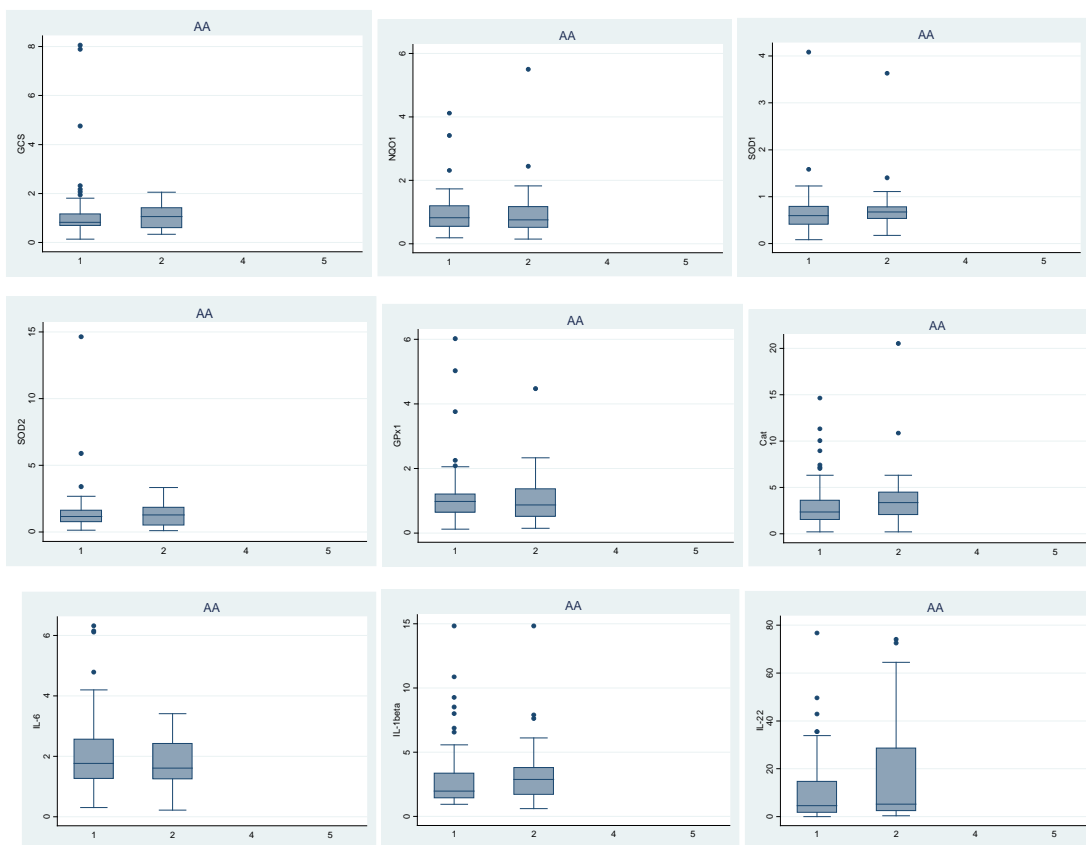 AA
GCS
0 2 4 6 8
1 2 4 5
AA
NQO1
0 2 4 6
1 2 4 5
AA
SOD1
0 1 2 3 4
1 2 4 5
AA
SOD2
0 5 10 15
1 2 4 5
AA
GPx1
0 2 4 6
1 2 4 5
AA
Cat
0 5 10 15 20
1 2 4 5
AA
IL-6
0 2 4 6
1 2 4 5
AA
IL-1beta
0 5 10 15
1 2 4 5
AA
IL-22
0 20 40 60 80
1 2 4 5